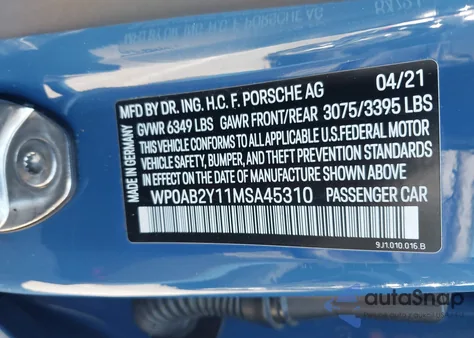 MFD BY DR. ING. H.C. F. PORSCHE AG 04/21
GVWR 6349 LBS GAWR FRONT/REAR 3075/3395 LBS
THIS VEHICLE CONFORMS TO ALL APPLICABLE U.S.FEDERAL MOTOR
VEHICLE SAFETY, BUMPER, AND THEFT PREVENTION STANDARDS
IN EFFECT ON THE DATE OF MANUFACTURE SHOWN ABOVE
WP0AB2Y11MSA45310 PASSENGER CAR
MADE IN GERMANY
9J1.010.016.B
autoSnap